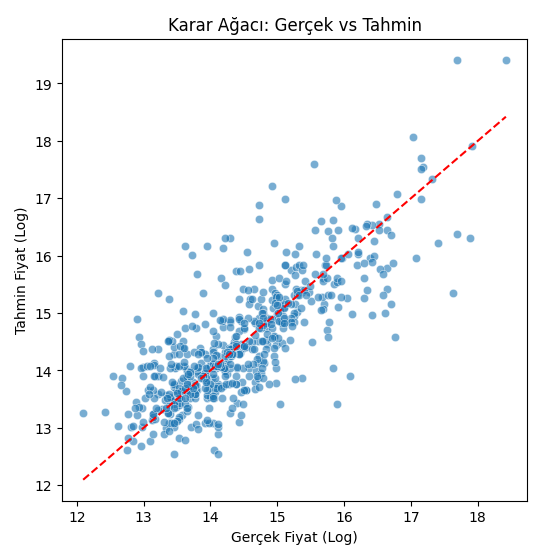 Karar Ağacı: Gerçek vs Tahmin
Tahmin Fiyat (Log)
19
18
17
16
15
14
13
12
12 13 14 15 16 17 18
Gerçek Fiyat (Log)